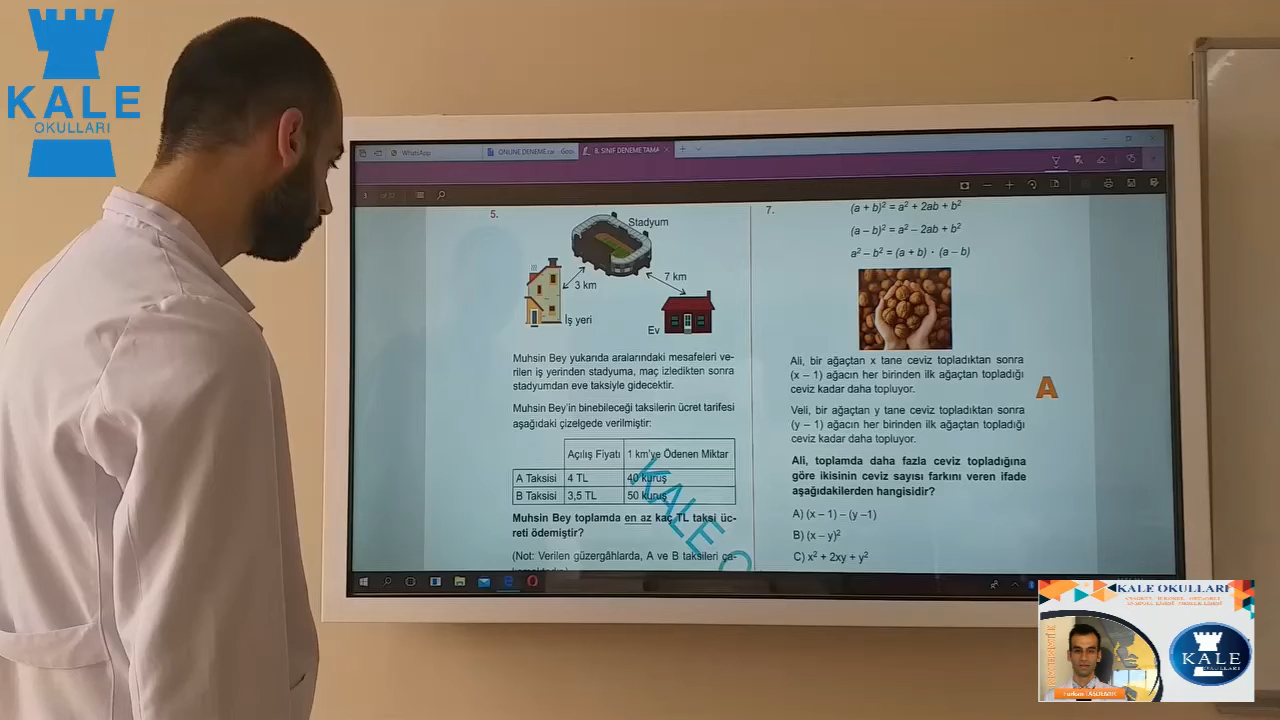 KALE
OKULLARI
WhatsApp
ONLINE DENEME.rar - Goo
8. SINIF DENEME TAMA
3
5.
Stadyum
3 km
7 km
İş yeri
Ev
Muhsin Bey yukarıda aralarındaki mesafeleri ve-
rilen iş yerinden stadyuma, maç izledikten sonra
stadyumdan eve taksiyle gidecektir.
Muhsin Bey'in binebileceği taksilerin ücret tarifesi
aşağıdaki çizelgede verilmiştir:
Açılış Fiyatı 1 km'ye Ödenen Miktar
A Taksisi 4 TL 40 kuruş
B Taksisi 3,5 TL 50 kuruş
Muhsin Bey toplamda en az kaç TL taksi üc-
reti ödemiştir?
(Not: Verilen güzergâhlarda, A ve B taksileri ça-
KALE O
7.
(a + b)² = a² + 2ab + b²
(a – b)² = a² – 2ab + b²
a² – b² = (a + b) · (a – b)
Ali, bir ağaçtan x tane ceviz topladıktan sonra
(x – 1) ağacın her birinden ilk ağaçtan topladığı
ceviz kadar daha topluyor.
Veli, bir ağaçtan y tane ceviz topladıktan sonra
(y – 1) ağacın her birinden ilk ağaçtan topladığı
ceviz kadar daha topluyor.
Ali, toplamda daha fazla ceviz topladığına
göre ikisinin ceviz sayısı farkını veren ifade
aşağıdakilerden hangisidir?
A) (x – 1) – (y –1)
B) (x – y)²
C) x² + 2xy + y²
A
KALE OKULLARI
KALE
OKULLARI